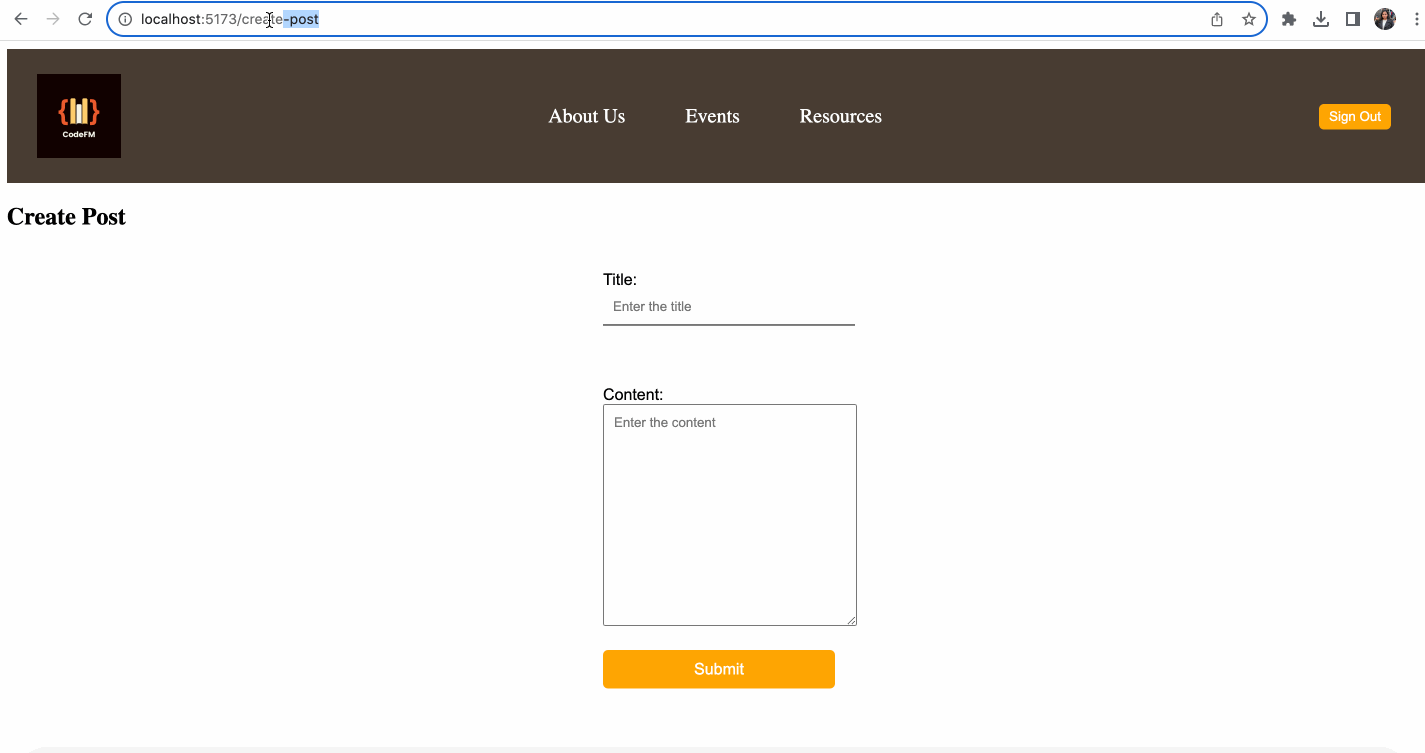 localhost:5173/create-post
CodeFM
About Us
Events
Resources
Sign Out
Create Post
Title:
Enter the title
Content:
Enter the content
Submit